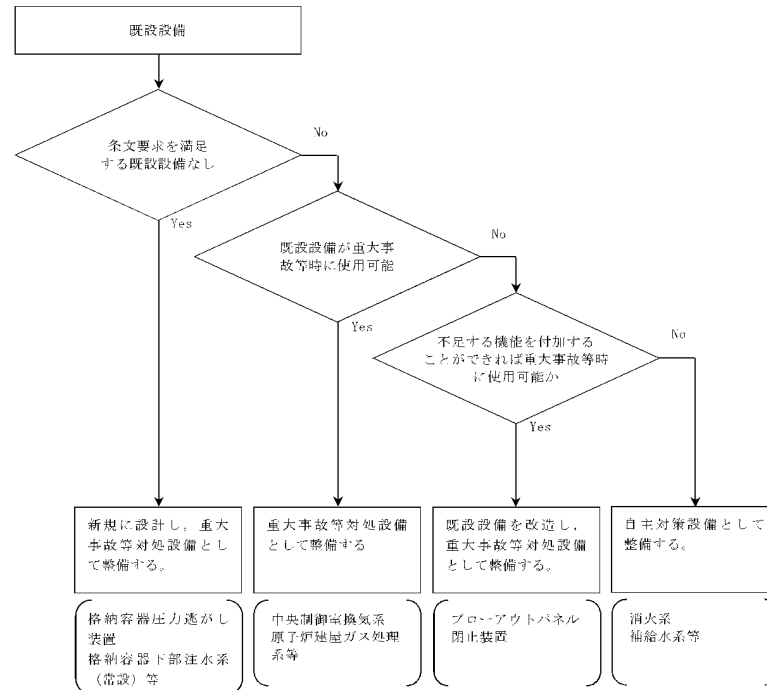 既設設備
条文要求を満足
する既設設備なし
No
Yes
既設設備が重大事
故等時に使用可能
No
Yes
不足する機能を付加する
ことができれば重大事故等時
に使用可能か
No
Yes
新規に設計し，重大
事故等対処設備とし
て整備する。
重大事故等対処設備
として整備する
既設設備を改造し，
重大事故等対処設備
として整備する。
自主対策設備として
整備する。
格納容器圧力逃がし
装置
格納容器下部注水系
（常設）等
中央制御室換気系
原子炉建屋ガス処理
系等
ブローアウトパネル
閉止装置
消火系
補給水系等